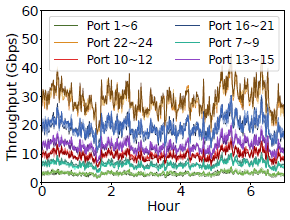 60
50
40
30
20
10
0
Throughput (Gbps)
Port 1~6
Port 22~24
Port 10~12
Port 16~21
Port 7~9
Port 13~15
0 2 4 6
Hour